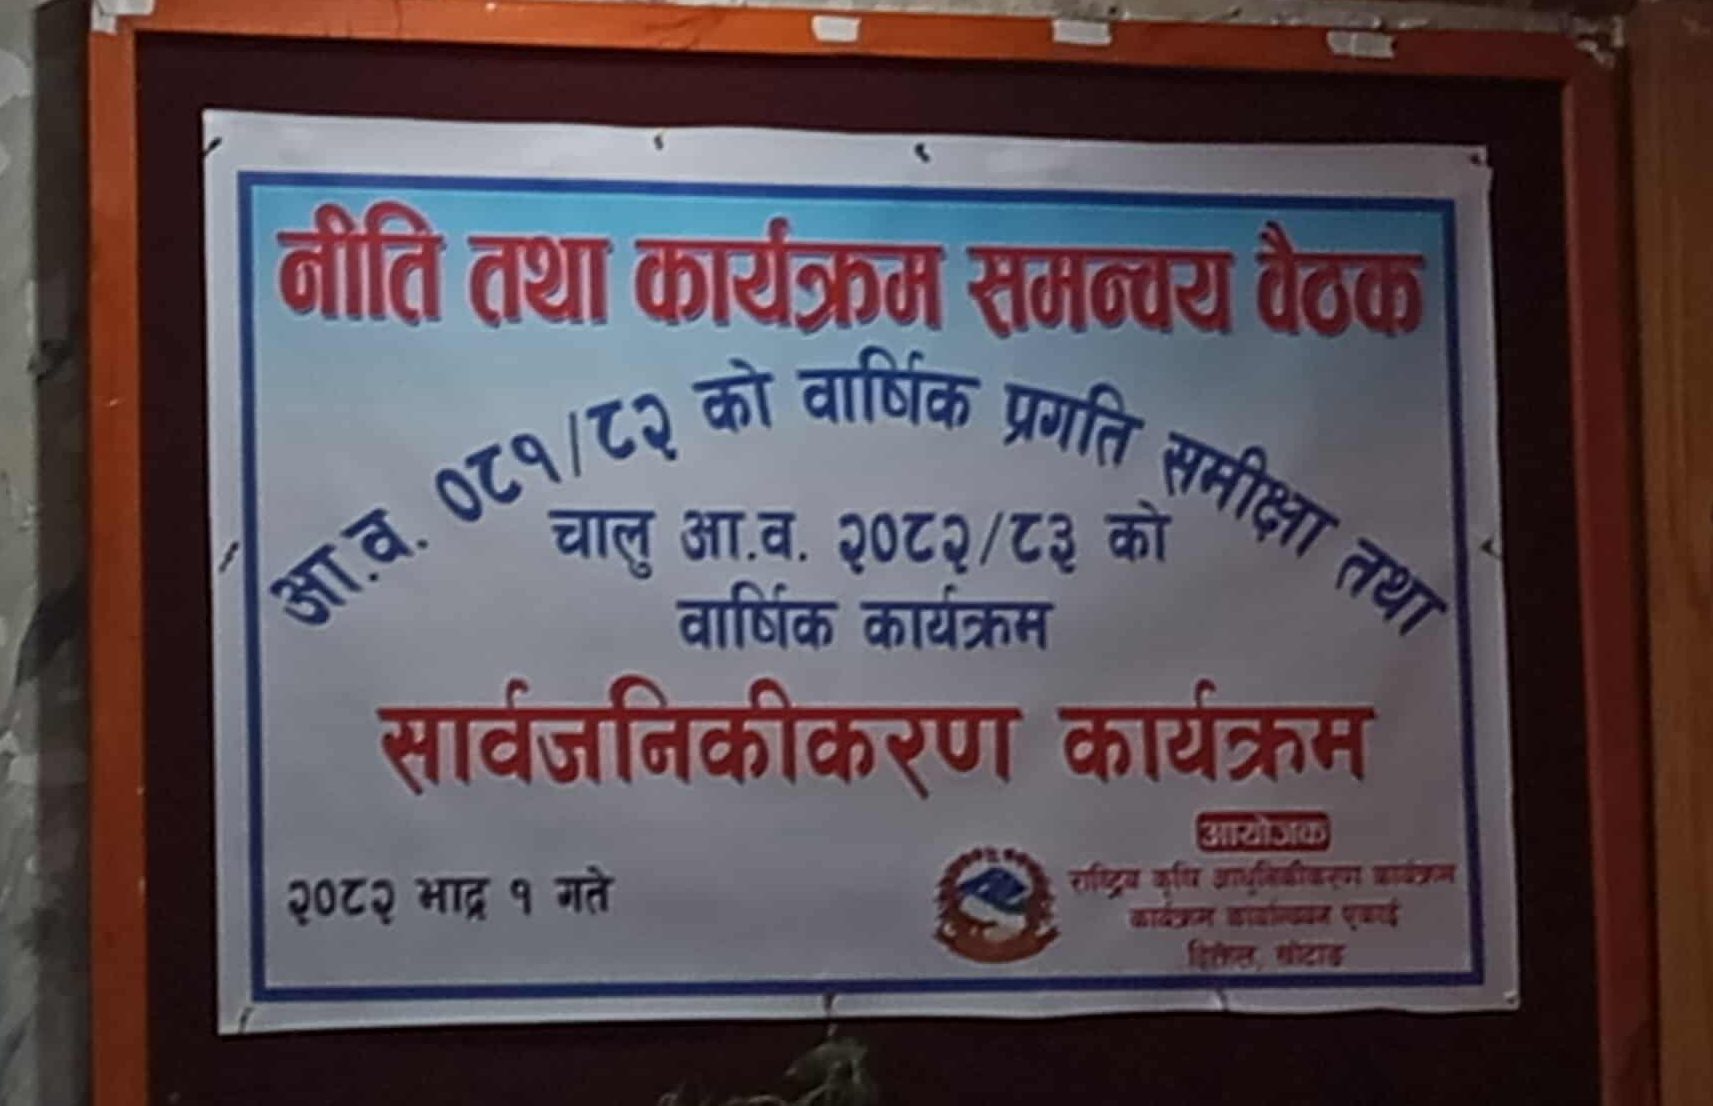 नीति तथा कार्यक्रम समन्वय बैठक
आ.व. ०८१/८२ को वार्षिक प्रगति समीक्षा तथा
चालु आ.व. २०८२/८३ को
वार्षिक कार्यक्रम
सार्वजनिकीकरण कार्यक्रम
आयोजक
राष्ट्रिय कृषि आधुनिकीकरण कार्यक्रम
कार्यक्रम कार्यान्वयन एकाई
दिक्तेल, खोटाङ
२०८२ भाद्र १ गते